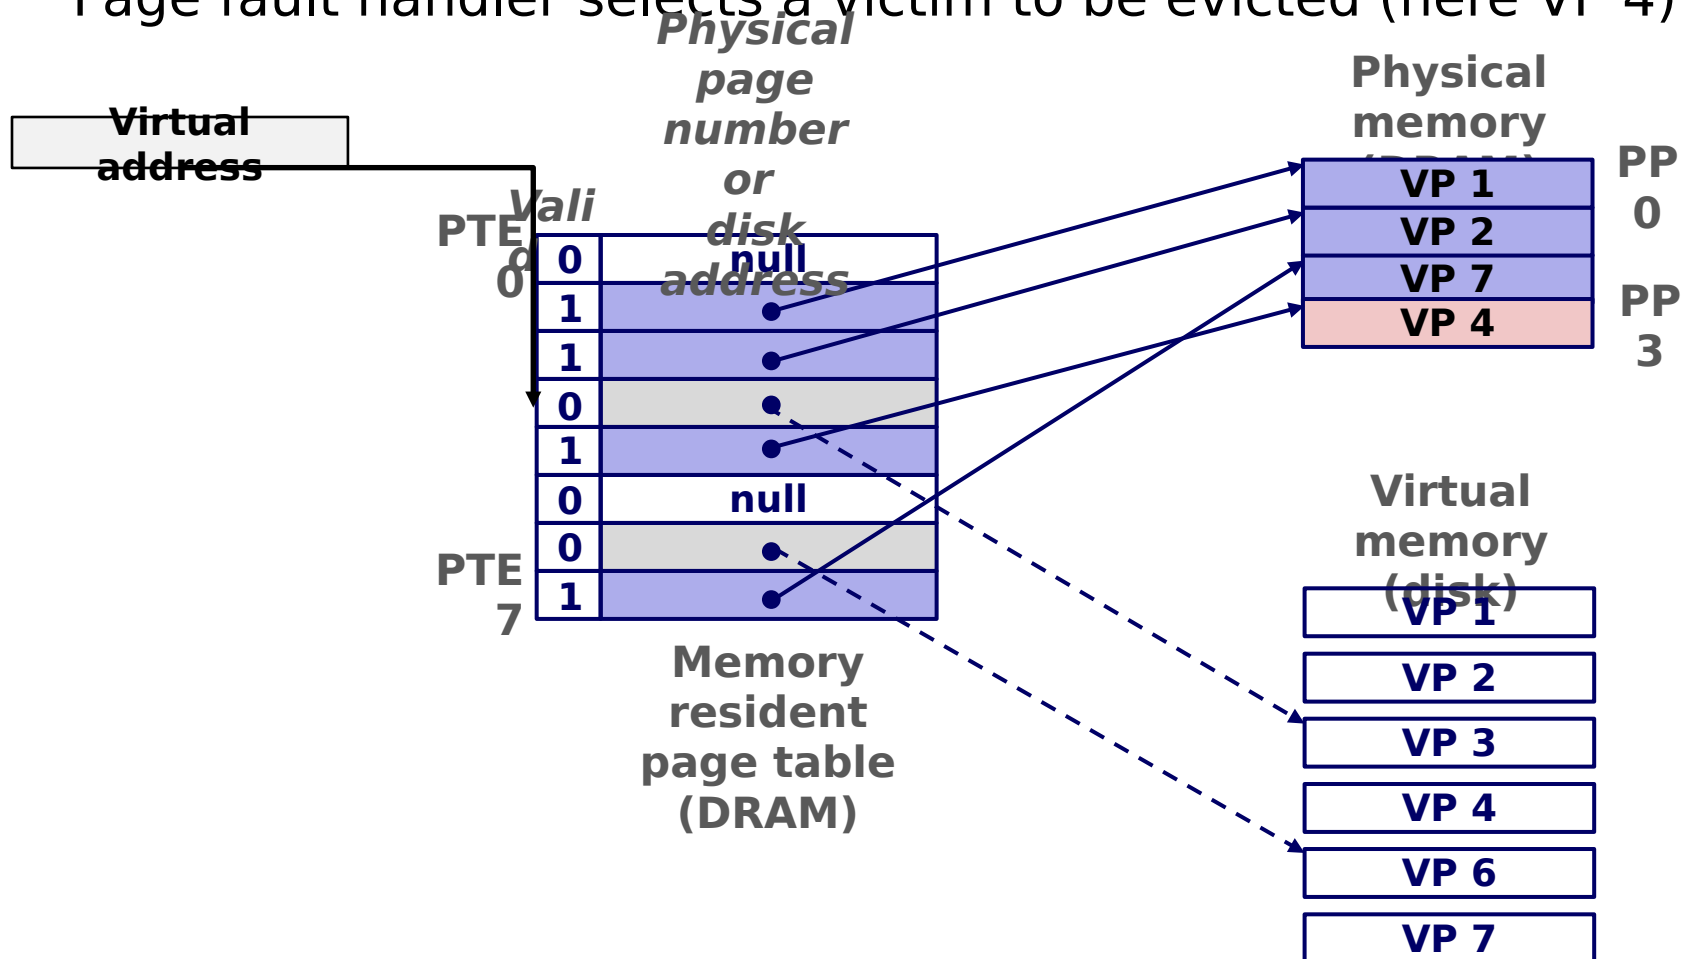 Page fault handler selects a victim to be evicted (here VP 4)
Physical
page
number
or
disk
address
Virtual
address
Vali
d
PTE
0
0
null
1
1
0
1
0
null
0
1
PTE
7
Memory
resident
page table
(DRAM)
Physical
memory
(DRAM)
VP 1
VP 2
VP 7
VP 4
PP
0
PP
3
Virtual
memory
(disk)
VP 1
VP 2
VP 3
VP 4
VP 6
VP 7